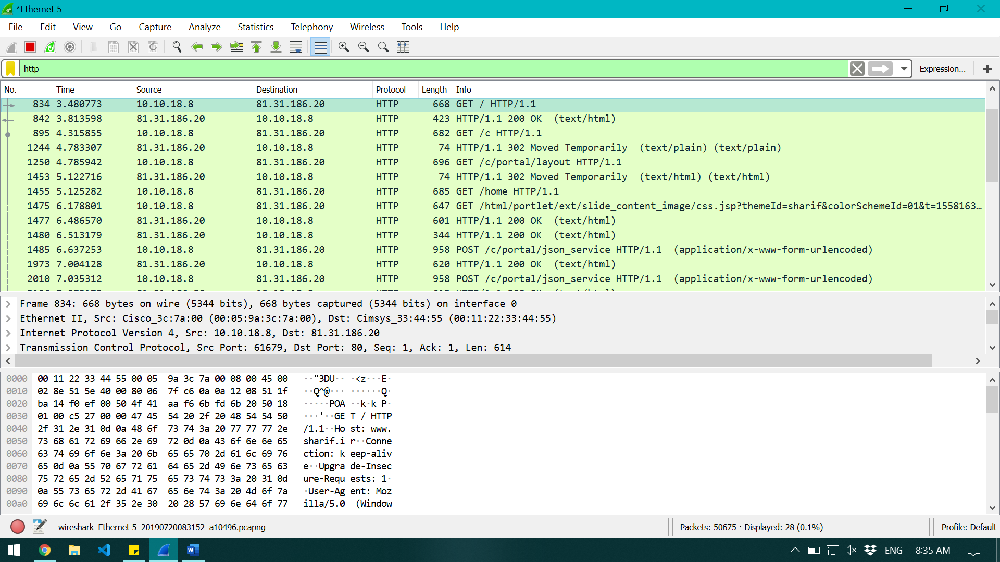 *Ethernet 5
File Edit View Go Capture Analyze Statistics Telephony Wireless Tools Help
http Expression... +
No. Time Source Destination Protocol Length Info
834 3.480773 10.10.18.8 81.31.186.20 HTTP 668 GET / HTTP/1.1
842 3.813598 81.31.186.20 10.10.18.8 HTTP 423 HTTP/1.1 200 OK (text/html)
895 4.315855 10.10.18.8 81.31.186.20 HTTP 682 GET /c HTTP/1.1
1244 4.783307 81.31.186.20 10.10.18.8 HTTP 74 HTTP/1.1 302 Moved Temporarily (text/plain) (text/plain)
1250 4.785942 10.10.18.8 81.31.186.20 HTTP 696 GET /c/portal/layout HTTP/1.1
1453 5.122716 81.31.186.20 10.10.18.8 HTTP 74 HTTP/1.1 302 Moved Temporarily (text/html) (text/html)
1455 5.125282 10.10.18.8 81.31.186.20 HTTP 685 GET /home HTTP/1.1
1475 6.178801 10.10.18.8 81.31.186.20 HTTP 647 GET /html/portlet/ext/slide_content_image/css.jsp?themeId=sharif&colorSchemeId=01&t=1558163...
1477 6.486570 81.31.186.20 10.10.18.8 HTTP 601 HTTP/1.1 200 OK (text/html)
1480 6.513179 81.31.186.20 10.10.18.8 HTTP 344 HTTP/1.1 200 OK (text/html)
1485 6.637253 10.10.18.8 81.31.186.20 HTTP 958 POST /c/portal/json_service HTTP/1.1 (application/x-www-form-urlencoded)
1973 7.004128 81.31.186.20 10.10.18.8 HTTP 620 HTTP/1.1 200 OK (text/html)
2010 7.035312 10.10.18.8 81.31.186.20 HTTP 958 POST /c/portal/json_service HTTP/1.1 (application/x-www-form-urlencoded)
Frame 834: 668 bytes on wire (5344 bits), 668 bytes captured (5344 bits) on interface 0
Ethernet II, Src: Cisco_3c:7a:00 (00:05:9a:3c:7a:00), Dst: Cimsys_33:44:55 (00:11:22:33:44:55)
Internet Protocol Version 4, Src: 10.10.18.8, Dst: 81.31.186.20
Transmission Control Protocol, Src Port: 61679, Dst Port: 80, Seq: 1, Ack: 1, Len: 614
0000 00 11 22 33 44 55 00 05 9a 3c 7a 00 08 00 45 00 ··"3DU·· ·<z···E·
0010 02 8e 51 5e 40 00 80 06 7f c6 0a 0a 12 08 51 1f ··Q^@··· ······Q·
0020 ba 14 f0 ef 00 50 4f 41 aa f6 6b fd 6b 20 50 18 ·····POA ··k·k P·
0030 01 00 c5 27 00 00 47 45 54 20 2f 20 48 54 54 50 ···'··GE T / HTTP
0040 2f 31 2e 31 0d 0a 48 6f 73 74 3a 20 77 77 77 2e /1.1··Ho st: www.
0050 73 68 61 72 69 66 2e 69 72 0d 0a 43 6f 6e 6e 65 sharif.i r··Conne
0060 63 74 69 6f 6e 3a 20 6b 65 65 70 2d 61 6c 69 76 ction: k eep-aliv
0070 65 0d 0a 55 70 67 72 61 64 65 2d 49 6e 73 65 63 e··Upgra de-Insec
0080 75 72 65 2d 52 65 71 75 65 73 74 73 3a 20 31 0d ure-Requ ests: 1·
0090 0a 55 73 65 72 2d 41 67 65 6e 74 3a 20 4d 6f 7a ·User-Ag ent: Moz
00a0 69 6c 6c 61 2f 35 2e 30 20 28 57 69 6e 64 6f 77 illa/5.0 (Window
wireshark_Ethernet 5_20190720083152_a10496.pcapng Packets: 50675 · Displayed: 28 (0.1%) Profile: Default
ENG 8:35 AM